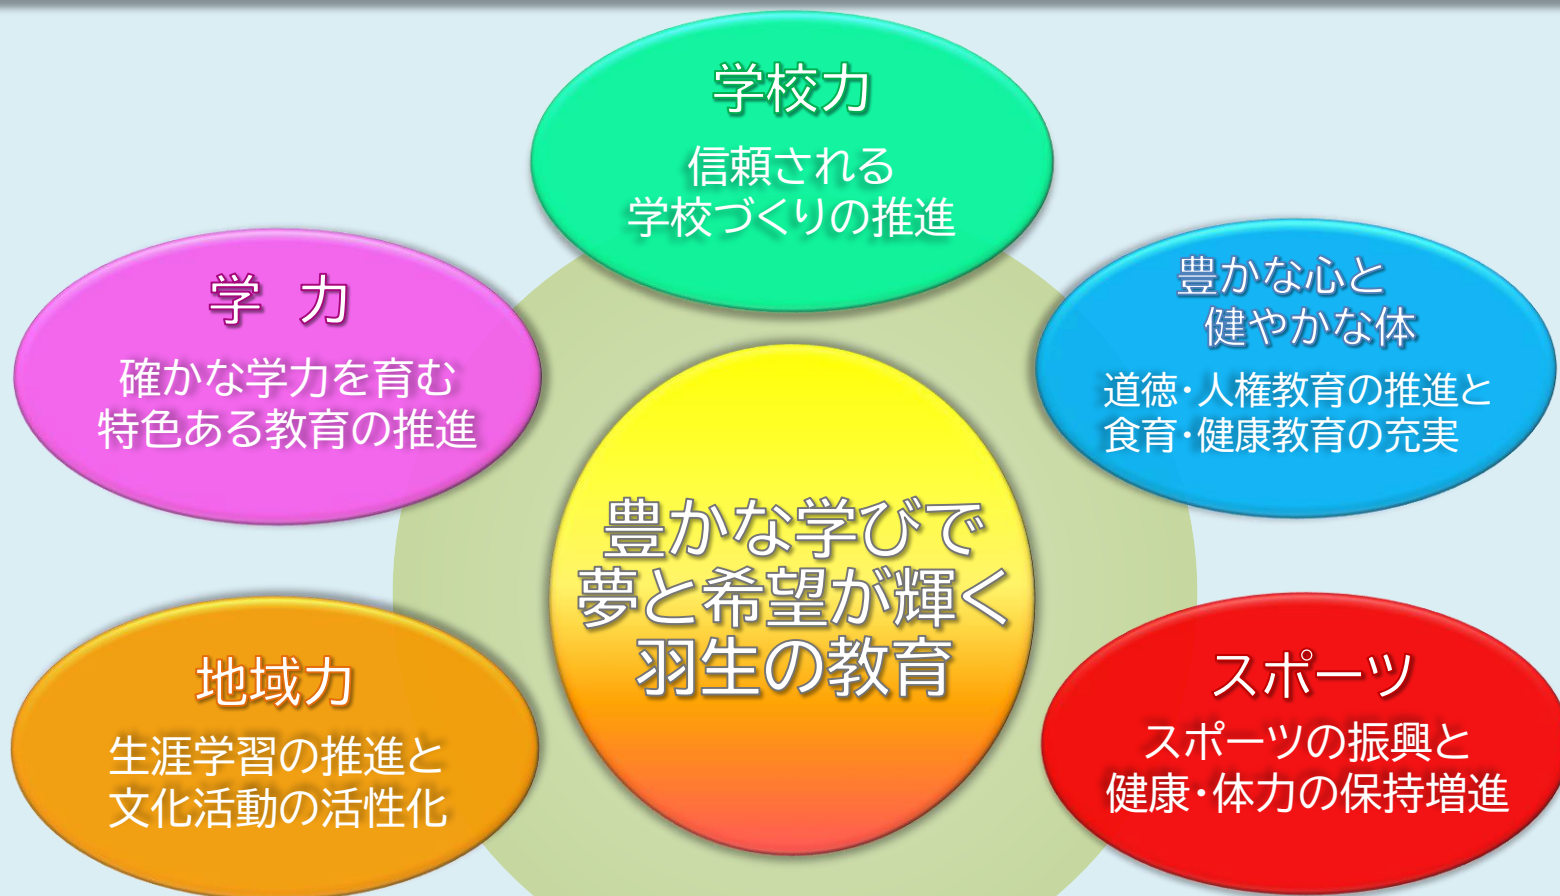 学校力
信頼される
学校づくりの推進
学 力
確かな学力を育む
特色ある教育の推進
豊かな心と
健やかな体
道徳・人権教育の推進と
食育・健康教育の充実
豊かな学びで
夢と希望が輝く
羽生の教育
地域力
生涯学習の推進と
文化活動の活性化
スポーツ
スポーツの振興と
健康・体力の保持増進